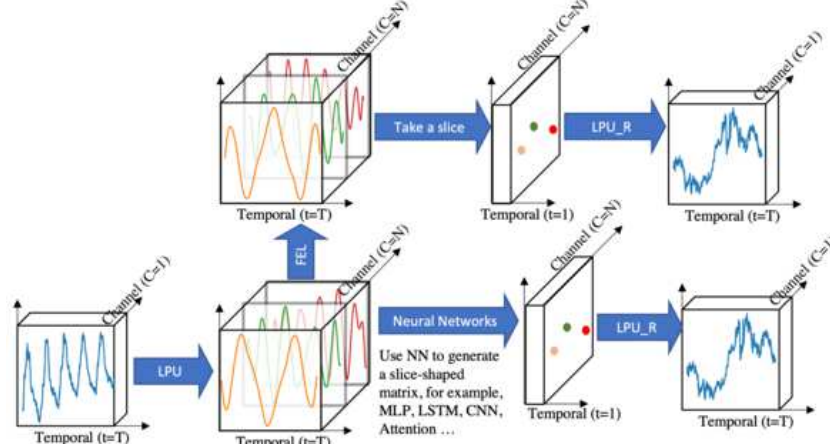 Channel (C=N)
Channel (C=N)
Channel (C=1)
Take a slice
LPU_R
Temporal (t=T)
Temporal (t=1)
Temporal (t=T)
FEL
Channel (C=N)
Channel (C=N)
Channel (C=1)
Channel (C=1)
LPU
Neural Networks
LPU_R
Use NN to generate
a slice-shaped
matrix, for example,
MLP, LSTM, CNN,
Attention ...
Temporal (t=T)
Temporal (t=T)
Temporal (t=1)
Temporal (t=T)